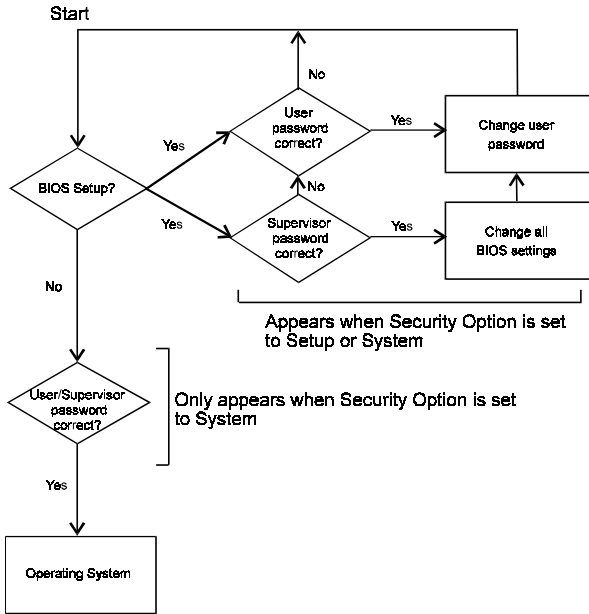 Start
No
User
password
correct?
Yes
Yes
Change user
password
BIOS Setup?
No
Yes
Supervisor
password
correct?
Yes
Change all
BIOS settings
No
Appears when Security Option is set
to Setup or System
User/Supervisor
password
correct?
Only appears when Security Option is set
to System
Yes
Operating System